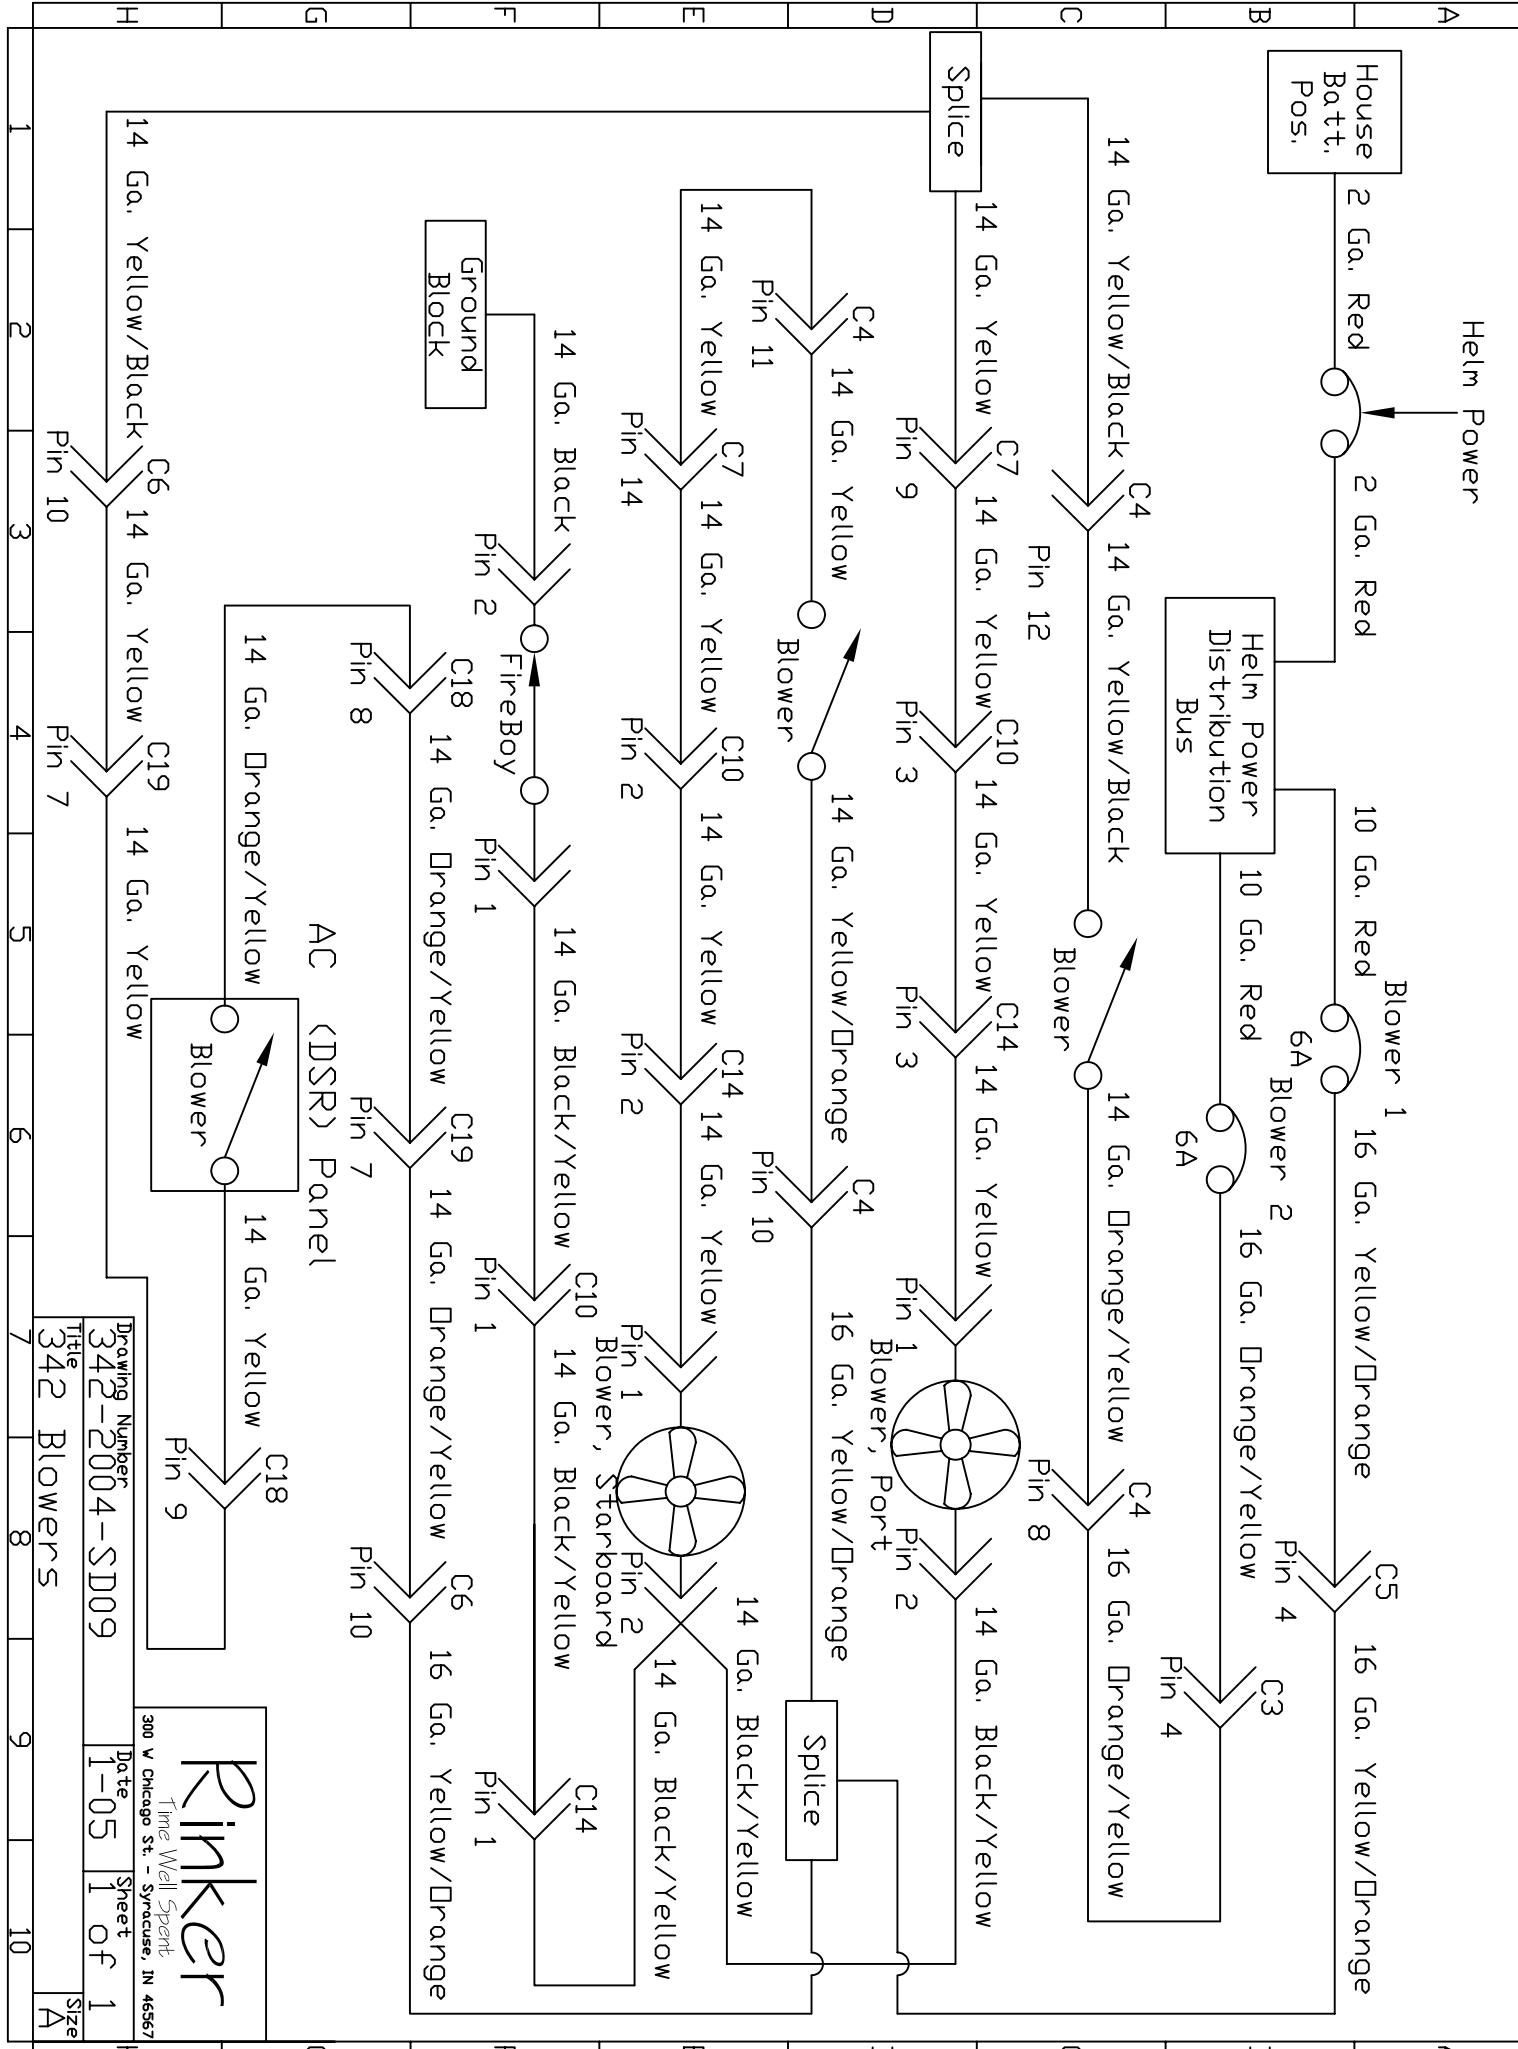 A
B
C
D
E
F
G
H
1
2
3
4
5
6
7
8
9
10
Helm Power
House
Batt.
Pos.
2 Ga. Red
2 Ga. Red
10 Ga. Red
Blower 1
6A
16 Ga. Yellow/Orange
C5
Pin 4
16 Ga. Yellow/Orange
Helm Power
Distribution
Bus
10 Ga. Red
Blower 2
6A
16 Ga. Orange/Yellow
C3
Pin 4
14 Ga. Yellow/Black
C4
Pin 12
14 Ga. Yellow/Black
Blower
14 Ga. Orange/Yellow
C4
Pin 8
16 Ga. Orange/Yellow
Splice
14 Ga. Yellow
C7
Pin 9
14 Ga. Yellow
C10
Pin 3
14 Ga. Yellow
C14
Pin 3
14 Ga. Yellow
Pin 1
Blower, Port
Pin 2
14 Ga. Black/Yellow
C4
Pin 11
14 Ga. Yellow
Blower
14 Ga. Yellow/Orange
C4
Pin 10
16 Ga. Yellow/Orange
Splice
14 Ga. Yellow
C7
Pin 14
14 Ga. Yellow
C10
Pin 2
14 Ga. Yellow
C14
Pin 2
14 Ga. Yellow
Pin 1
Blower, Starboard
Pin 2
14 Ga. Black/Yellow
14 Ga. Black/Yellow
Ground
Block
14 Ga. Black
Pin 2
FireBoy
Pin 1
14 Ga. Black/Yellow
C10
Pin 1
14 Ga. Black/Yellow
C14
Pin 1
C18
Pin 8
14 Ga. Orange/Yellow
C19
Pin 7
14 Ga. Orange/Yellow
C6
Pin 10
16 Ga. Yellow/Orange
AC (DSR) Panel
14 Ga. Orange/Yellow
Blower
14 Ga. Yellow
C18
Pin 9
14 Ga. Yellow/Black
C6
Pin 10
14 Ga. Yellow
C19
Pin 7
14 Ga. Yellow
Rinker
Time Well Spent
300 W Chicago St. - Syracuse, IN 46567
Drawing Number
342-2004-SD09
Date
1-05
Sheet
1 of 1
Title
342 Blowers
Size
A